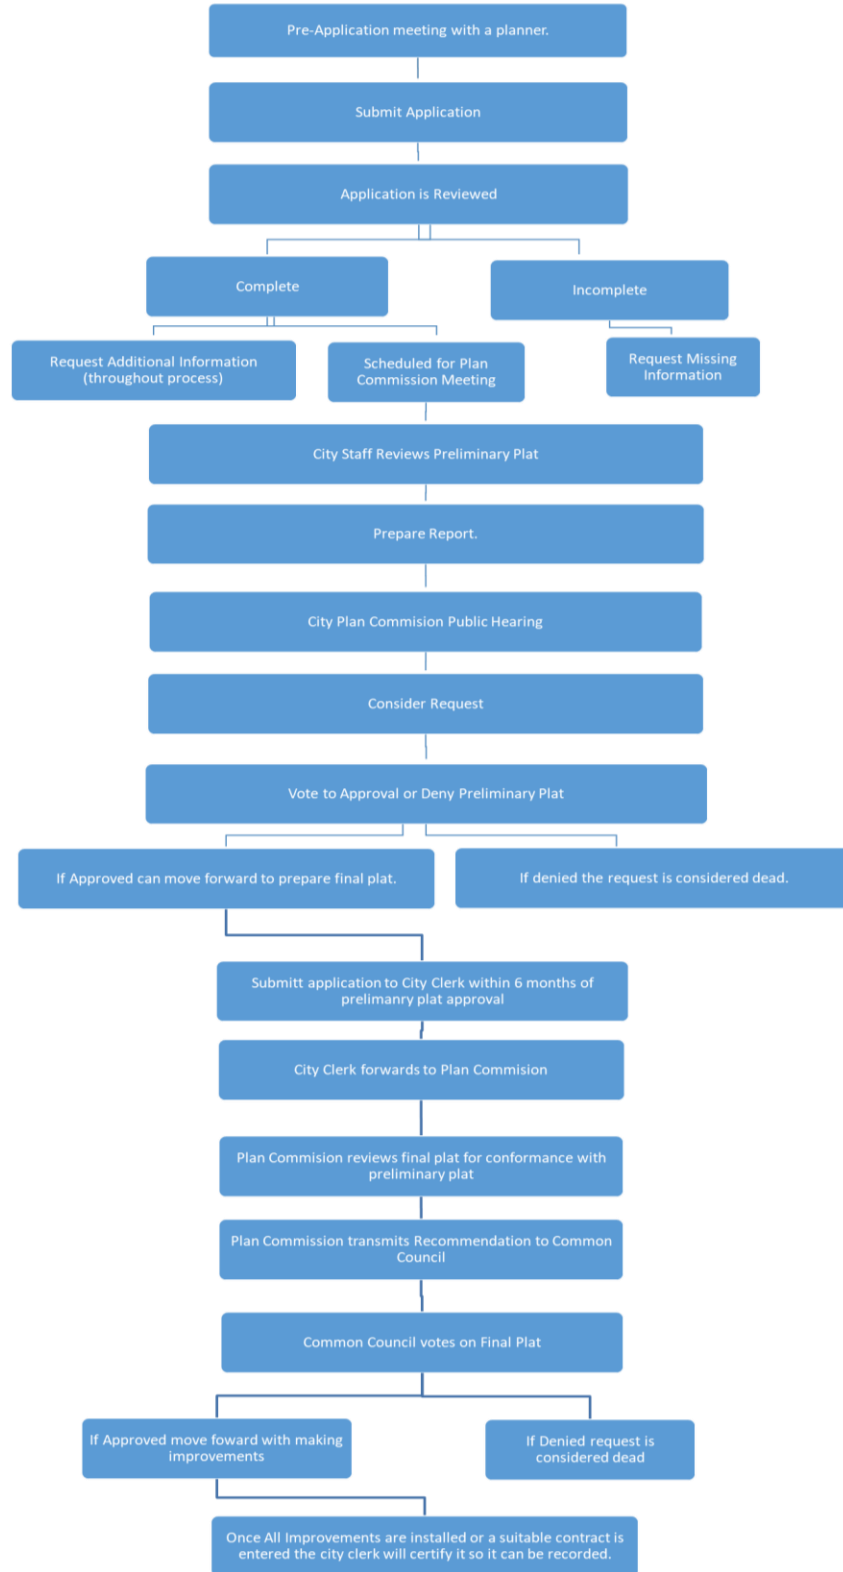 Pre-Application meeting with a planner.
Submit Application
Application is Reviewed
Complete
Incomplete
Request Additional Information
(throughout process)
Scheduled for Plan
Commission Meeting
Request Missing
Information
City Staff Reviews Preliminary Plat
Prepare Report.
City Plan Commision Public Hearing
Consider Request
Vote to Approval or Deny Preliminary Plat
If Approved can move forward to prepare final plat.
If denied the request is considered dead.
Submitt application to City Clerk within 6 months of
prelimanry plat approval
City Clerk forwards to Plan Commision
Plan Commision reviews final plat for conformance with
preliminary plat
Plan Commission transmits Recommendation to Common
Council
Common Council votes on Final Plat
If Approved move foward with making
improvements
If Denied request is
considered dead
Once All Improvements are installed or a suitable contract is
entered the city clerk will certify it so it can be recorded.